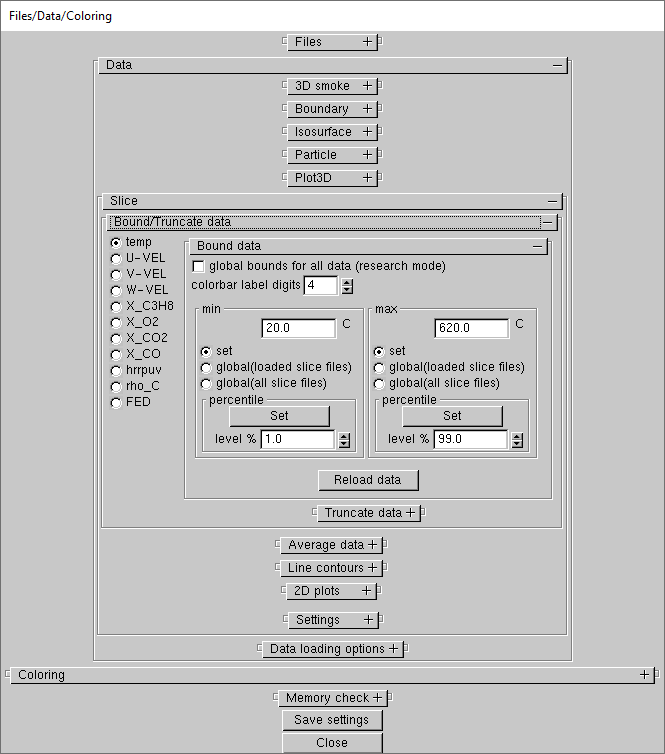 Files/Data/Coloring
Files +
Data −
3D smoke +
Boundary +
Isosurface +
Particle +
Plot3D +
Slice −
Bound/Truncate data −
temp
U-VEL
V-VEL
W-VEL
X_C3H8
X_O2
X_CO2
X_CO
hrrpuv
rho_C
FED
Bound data −
global bounds for all data (research mode)
colorbar label digits 4
min
20.0 C
set
global(loaded slice files)
global(all slice files)
percentile
Set
level % 1.0
max
620.0 C
set
global(loaded slice files)
global(all slice files)
percentile
Set
level % 99.0
Reload data
Truncate data +
Average data +
Line contours +
2D plots +
Settings +
Data loading options +
Coloring +
Memory check +
Save settings
Close